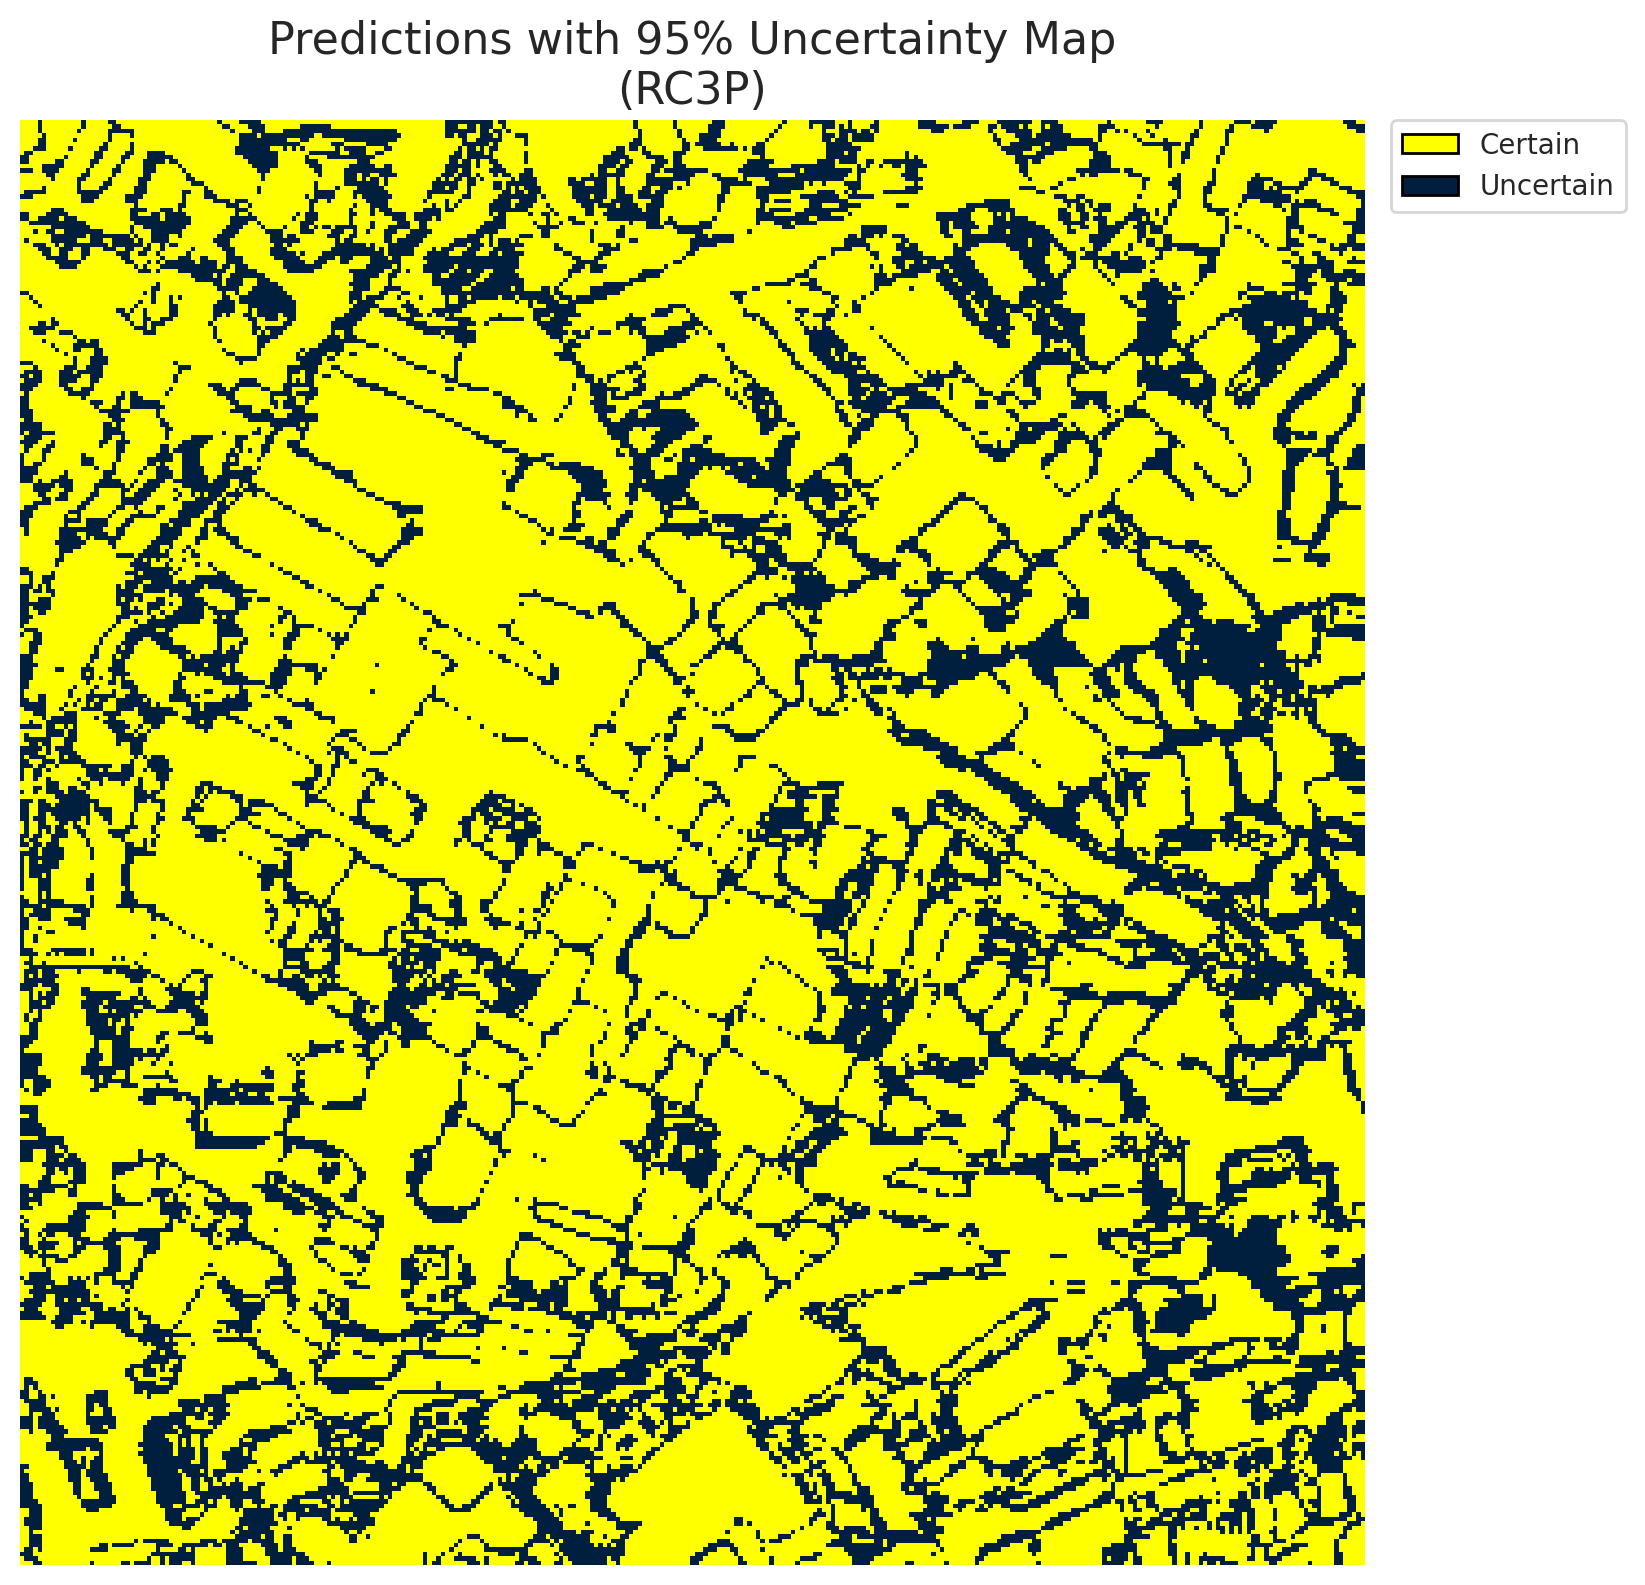 Predictions with 95% Uncertainty Map
(RC3P)
Certain
Uncertain